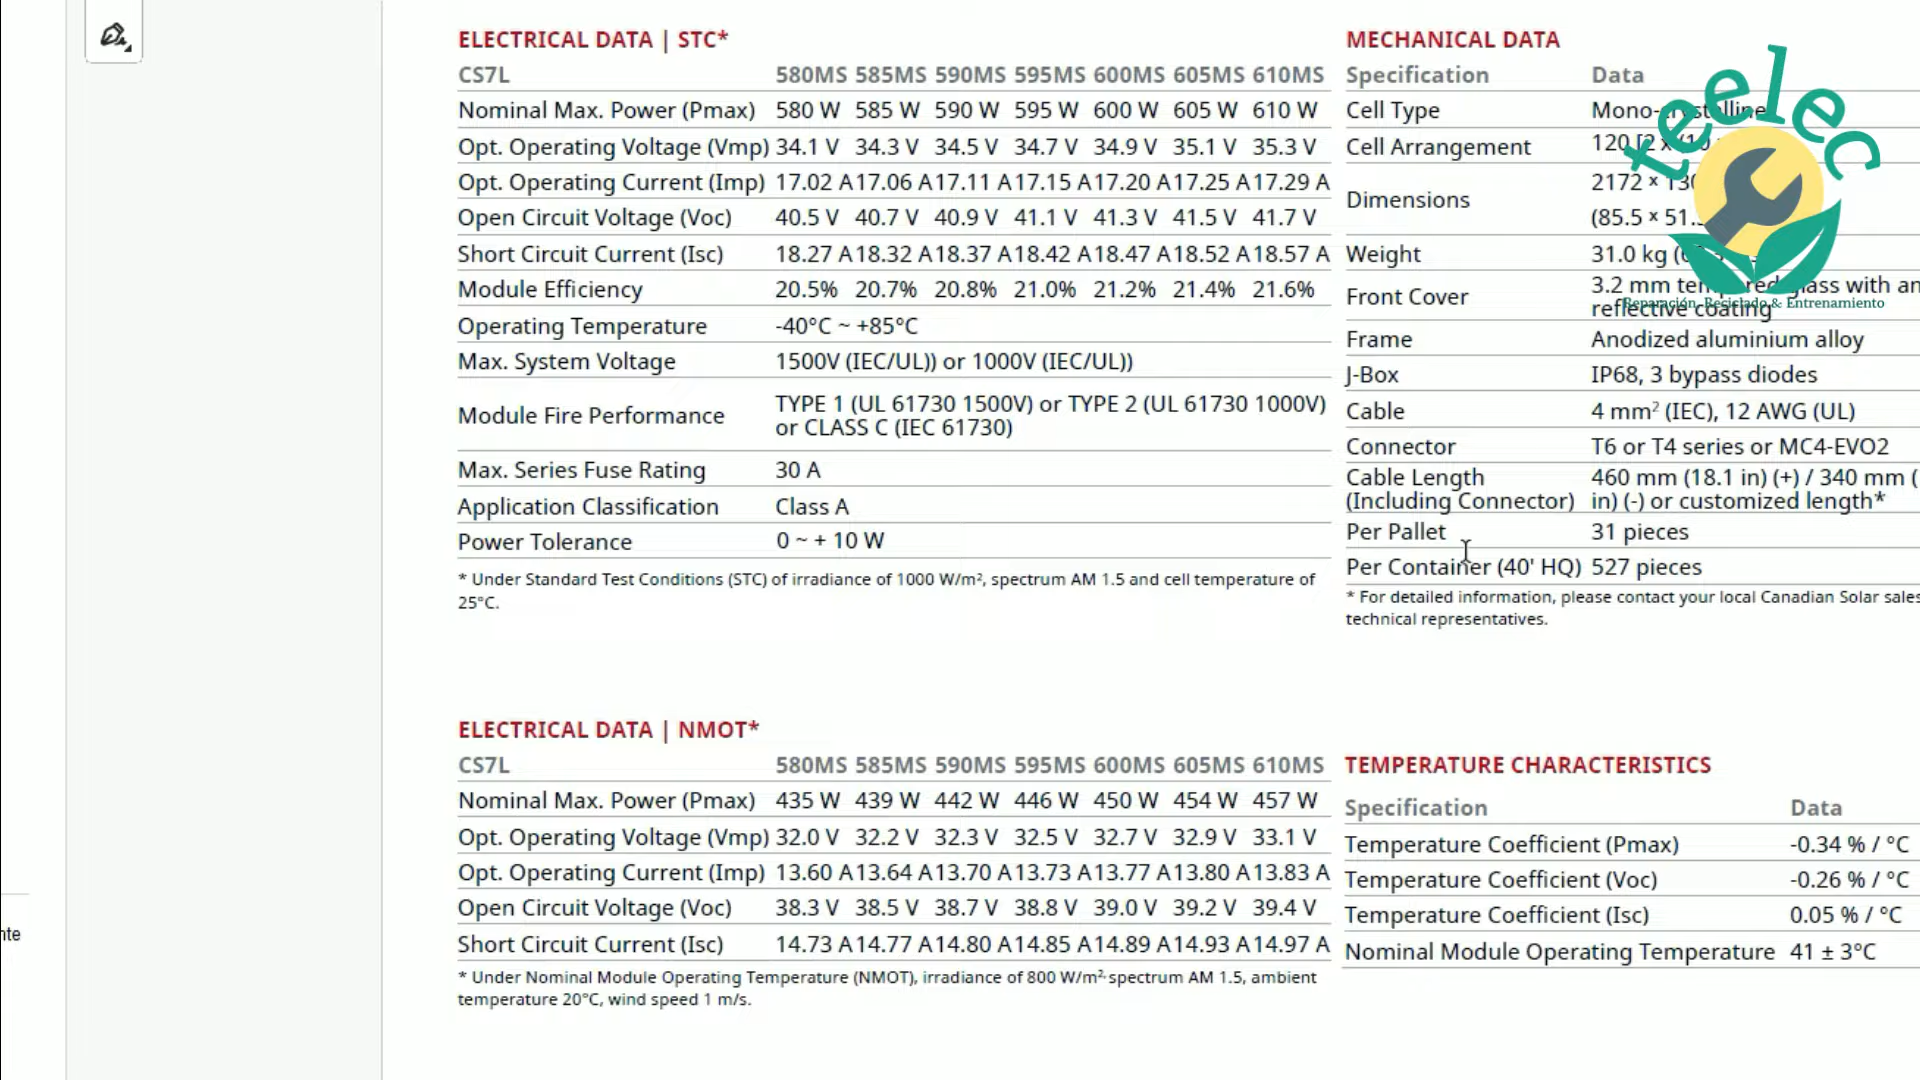 ELECTRICAL DATA | STC*
CS7L 580MS 585MS 590MS 595MS 600MS 605MS 610MS
Nominal Max. Power (Pmax) 580 W 585 W 590 W 595 W 600 W 605 W 610 W
Opt. Operating Voltage (Vmp) 34.1 V 34.3 V 34.5 V 34.7 V 34.9 V 35.1 V 35.3 V
Opt. Operating Current (Imp) 17.02 A 17.06 A 17.11 A 17.15 A 17.20 A 17.25 A 17.29 A
Open Circuit Voltage (Voc) 40.5 V 40.7 V 40.9 V 41.1 V 41.3 V 41.5 V 41.7 V
Short Circuit Current (Isc) 18.27 A 18.32 A 18.37 A 18.42 A 18.47 A 18.52 A 18.57 A
Module Efficiency 20.5% 20.7% 20.8% 21.0% 21.2% 21.4% 21.6%
Operating Temperature -40°C ~ +85°C
Max. System Voltage 1500V (IEC/UL)) or 1000V (IEC/UL))
Module Fire Performance TYPE 1 (UL 61730 1500V) or TYPE 2 (UL 61730 1000V)
or CLASS C (IEC 61730)
Max. Series Fuse Rating 30 A
Application Classification Class A
Power Tolerance 0 ~ + 10 W
* Under Standard Test Conditions (STC) of irradiance of 1000 W/m², spectrum AM 1.5 and cell temperature of
25°C.
MECHANICAL DATA
Specification Data
Cell Type Mono-crystalline
Cell Arrangement 120 [2 x (10
Dimensions 2172 ×
(85.5 ×
Weight 31.0 kg
Front Cover 3.2 mm tempered glass with
reflective coating
Frame Anodized aluminium alloy
J-Box IP68, 3 bypass diodes
Cable 4 mm² (IEC), 12 AWG (UL)
Connector T6 or T4 series or MC4-EVO2
Cable Length 460 mm (18.1 in) (+) / 340 mm (
(Including Connector) in) (-) or customized length*
Per Pallet 31 pieces
Per Container (40' HQ) 527 pieces
* For detailed information, please contact your local Canadian Solar sales
technical representatives.
teelec
Reparación, Reciclado & Entrenamiento
ELECTRICAL DATA | NMOT*
CS7L 580MS 585MS 590MS 595MS 600MS 605MS 610MS
Nominal Max. Power (Pmax) 435 W 439 W 442 W 446 W 450 W 454 W 457 W
Opt. Operating Voltage (Vmp) 32.0 V 32.2 V 32.3 V 32.5 V 32.7 V 32.9 V 33.1 V
Opt. Operating Current (Imp) 13.60 A 13.64 A 13.70 A 13.73 A 13.77 A 13.80 A 13.83 A
Open Circuit Voltage (Voc) 38.3 V 38.5 V 38.7 V 38.8 V 39.0 V 39.2 V 39.4 V
Short Circuit Current (Isc) 14.73 A 14.77 A 14.80 A 14.85 A 14.89 A 14.93 A 14.97 A
* Under Nominal Module Operating Temperature (NMOT), irradiance of 800 W/m², spectrum AM 1.5, ambient
temperature 20°C, wind speed 1 m/s.
TEMPERATURE CHARACTERISTICS
Specification Data
Temperature Coefficient (Pmax) -0.34 % / °C
Temperature Coefficient (Voc) -0.26 % / °C
Temperature Coefficient (Isc) 0.05 % / °C
Nominal Module Operating Temperature 41 ± 3°C
nte